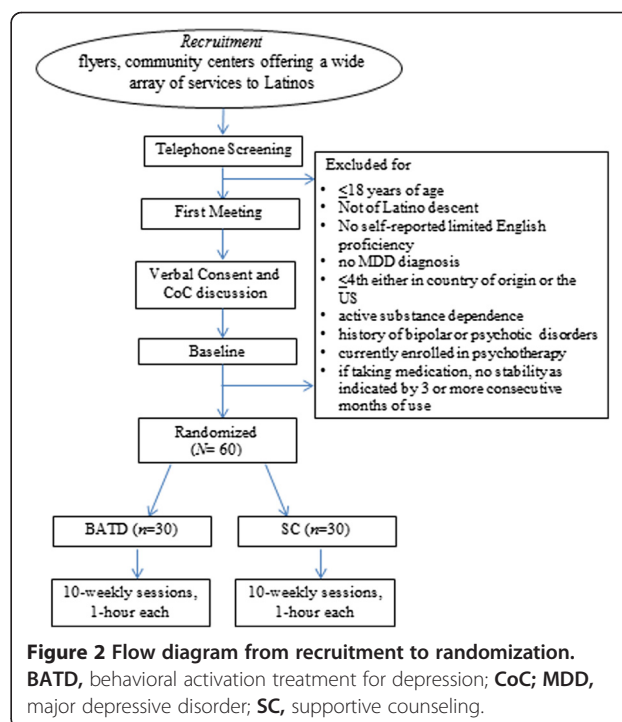 Recruitment
flyers, community centers offering a wide
array of services to Latinos
Telephone Screening
First Meeting
Verbal Consent and
CoC discussion
Baseline
Excluded for
• ≤18 years of age
• Not of Latino descent
• No self-reported limited English
proficiency
• no MDD diagnosis
• ≤4th either in country of origin or the
US
• active substance dependence
• history of bipolar or psychotic disorders
• currently enrolled in psychotherapy
• if taking medication, no stability as
indicated by 3 or more consecutive
months of use
Randomized
(N= 60)
BATD (n=30)
SC (n=30)
10-weekly sessions,
1-hour each
10-weekly sessions,
1-hour each
Figure 2 Flow diagram from recruitment to randomization.
BATD, behavioral activation treatment for depression; CoC; MDD,
major depressive disorder; SC, supportive counseling.